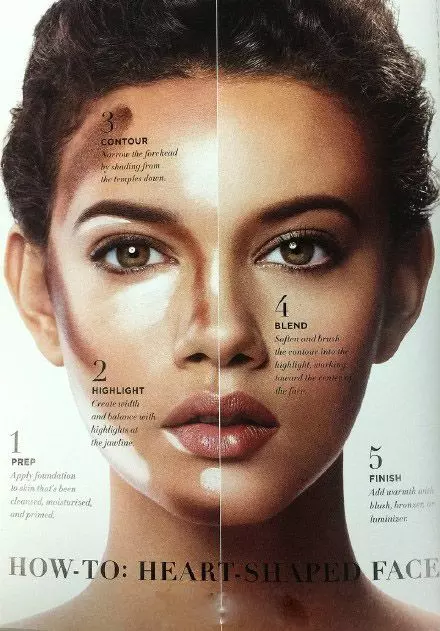 3
CONTOUR
Narrow the forehead
by shading from
the temples down.
4
BLEND
Soften and brush
the contour into the
highlight, working
toward the center of
the face.
2
HIGHLIGHT
Create width
and balance with
highlights at
the jawline.
1
PREP
Apply foundation
to skin that's been
cleansed, moisturized,
and primed.
5
FINISH
Add warmth with
blush, bronzer, or
luminizer.
HOW-TO: HEART-SHAPED FACE